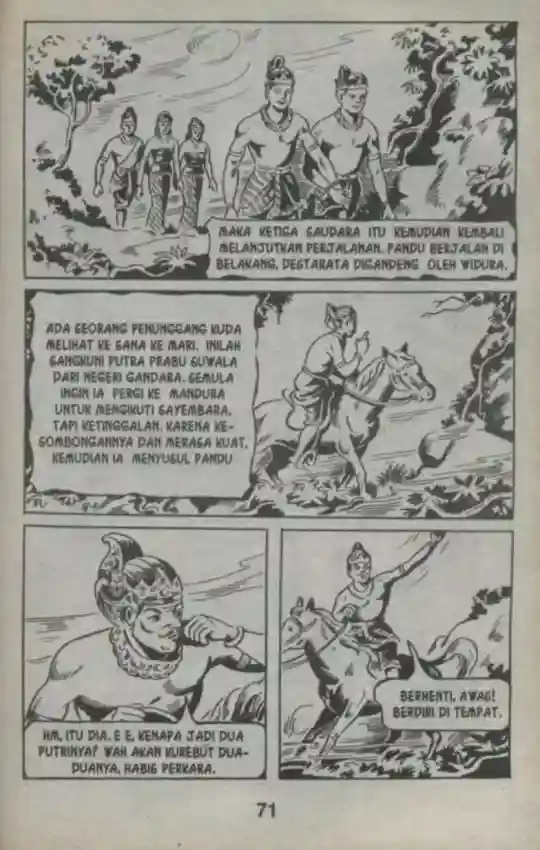 MAKA KETIGA SAUDARA ITU KEMUDIAN KEMBALI
MELANJUTKAN PERJALANAN. PANDU BERJALAN DI
BELAKANG, DESTARATA DIGANDENG OLEH WIDURA.
ADA SEORANG PENUNGGANG KUDA
MELIHAT KE SANA KE MARI. INILAH
SANGKUNI PUTRA PRABU SUWALA
DARI NEGERI GANDARA. SEMULA
INGIN IA PERGI KE MANDURA
UNTUK MENGIKUTI SAYEMBARA.
TAPI KETINGGALAN. KARENA KE-
SOMBONGANNYA DAN MERASA KUAT.
KEMUDIAN IA MENYUSUL PANDU
HM, ITU DIA. E E, KENAPA JADI DUA
PUTRINYA? WAH AKAN KUREBUT DUA-
DUANYA, HABIS PERKARA.
BERHENTI, AWAS!
BERDIRI DI TEMPAT.
71